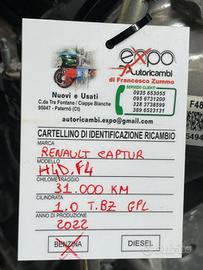 expo
Autoricambi
di Francesco Zummo
Nuovi e Usati
C.da Tre Fontane / Ciappe Bianche
95047 - Paternò (Ct)
SERVIZIO CLIENTI
0935 653055
095 6731200
328 3738599
389 6523131
autoricambi.expo@gmail.com
CARTELLINO DI IDENTIFICAZIONE RICAMBIO
MARCA
RENAULT CAPTUR
MODELLO
H4D.F4
CHILOMETRAGGIO
31.000 KM
CILINDRATA
1.0 T.BZ GPL
ANNO DI PRODUZIONE
2022
BENZINA
DIESEL
F48
5494